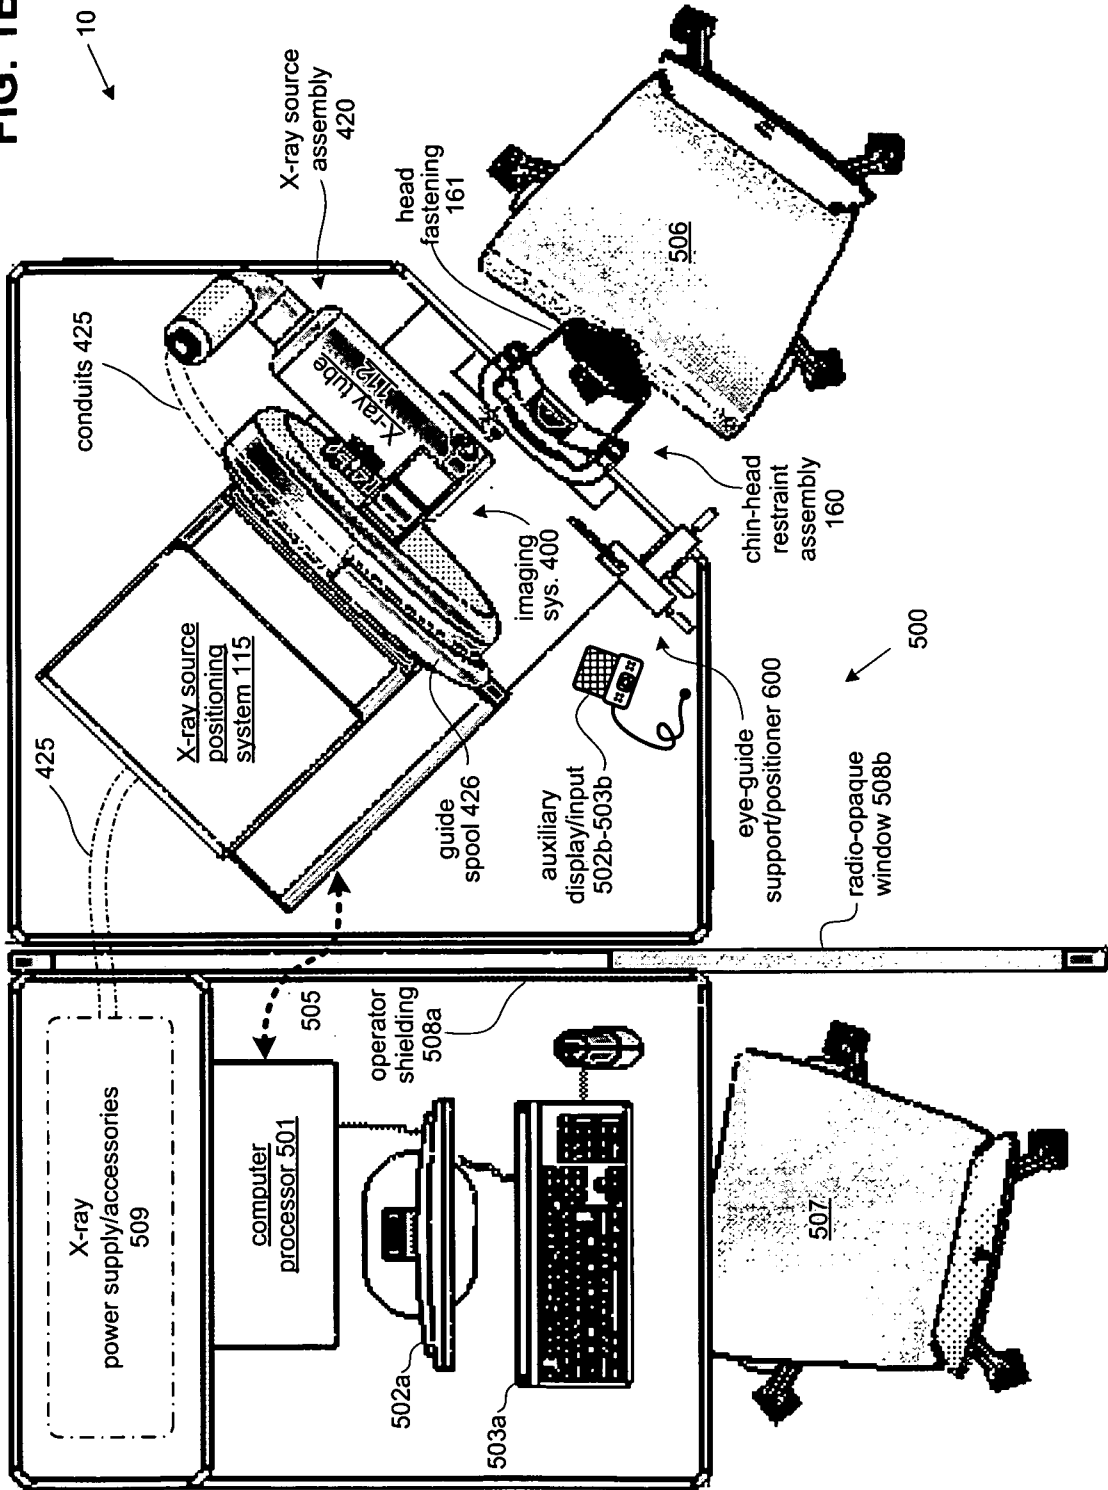 FIG. 1
10
X-ray
power supply/accessories
509
425
conduits 425
X-ray source
assembly
420
X-ray source
positioning
system 115
X-ray tube
computer
processor 501
505
head
fastening
161
operator
shielding
508a
502a
guide
spool 426
imaging
sys. 400
503a
auxiliary
display/input
502b-503b
506
chin-head
restraint
assembly
160
eye-guide
support/positioner 600
507
radio-opaque
window 508b
500